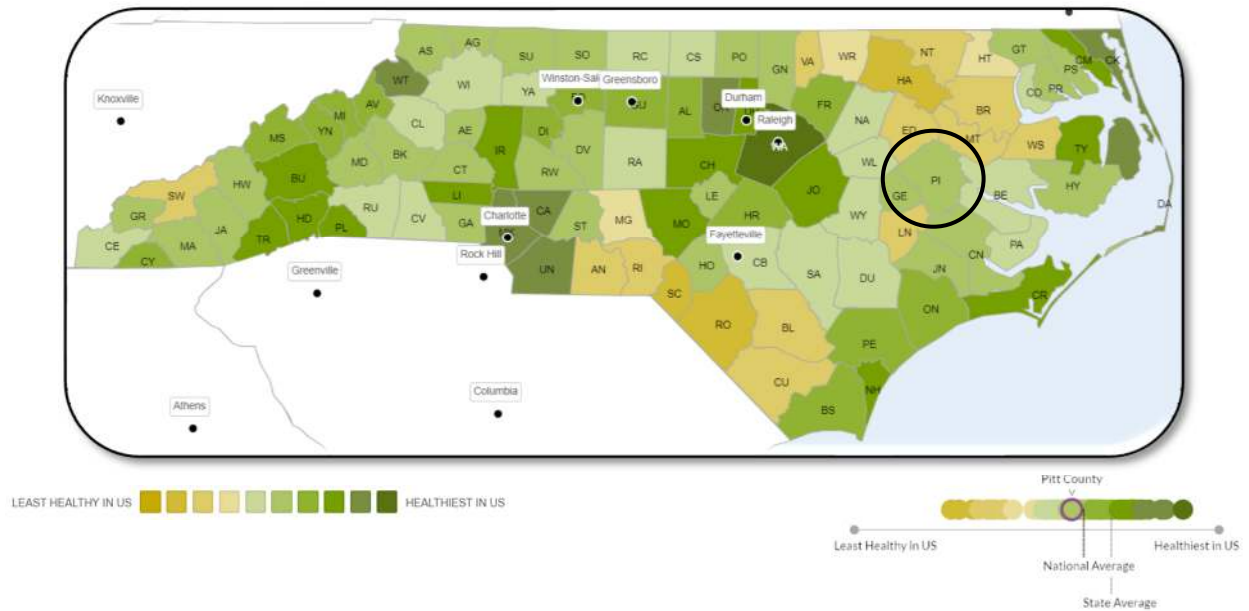 AS AG SU SO RC CS PO GN VA WR NT HT GT CM CK
WT WI YA HA CD PS PR
Winston-Sal Greensboro
Knoxville
AV MI YN MS CL AE DI AL FR BR
Durham
Raleigh
ED MT WS TY
NA
MD BK CT IR DV RA CH WL
SW HW BU RW LE JO GE PI BE HY DA
GR LI CA
RU CV GA ST MG MO HR WY LN PA
Charlotte
CE MA JA TR HD PL
CY
Rock Hill
Fayetteville
UN AN RI HO CB SA DU JN CN
Greenville
SC ON CR
RO BL PE
CU NH
BS
Columbia
Athens
LEAST HEALTHY IN US HEALTHIEST IN US
Pitt County
Least Healthy in US Healthiest in US
National Average
State Average